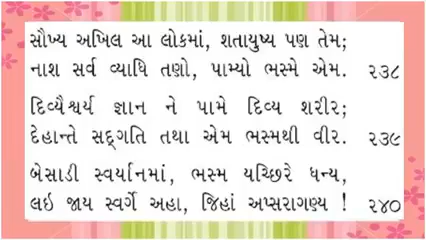 સૌખ્ય અખિલ આ લોકમાં, શતાયુષ્ય પણ તેમ;
નાશ સર્વ વ્યાધિ તણો, પામ્યો ભસ્મે એમ. ૨૩૮
દિવ્યૈશ્વર્ય જ્ઞાન ને પામે દિવ્ય શરીર;
દેહાન્તે સદ્ગતિ તથા એમ ભસ્મથી વીર. ૨૩૯
બેસાડી સ્વર્યાનમાં, ભસ્મ યચ્છિરે ધન્ય,
લઇ જાય સ્વર્ગે અહા, જિહાં અપ્સરાગણ્ય ! ૨૪૦